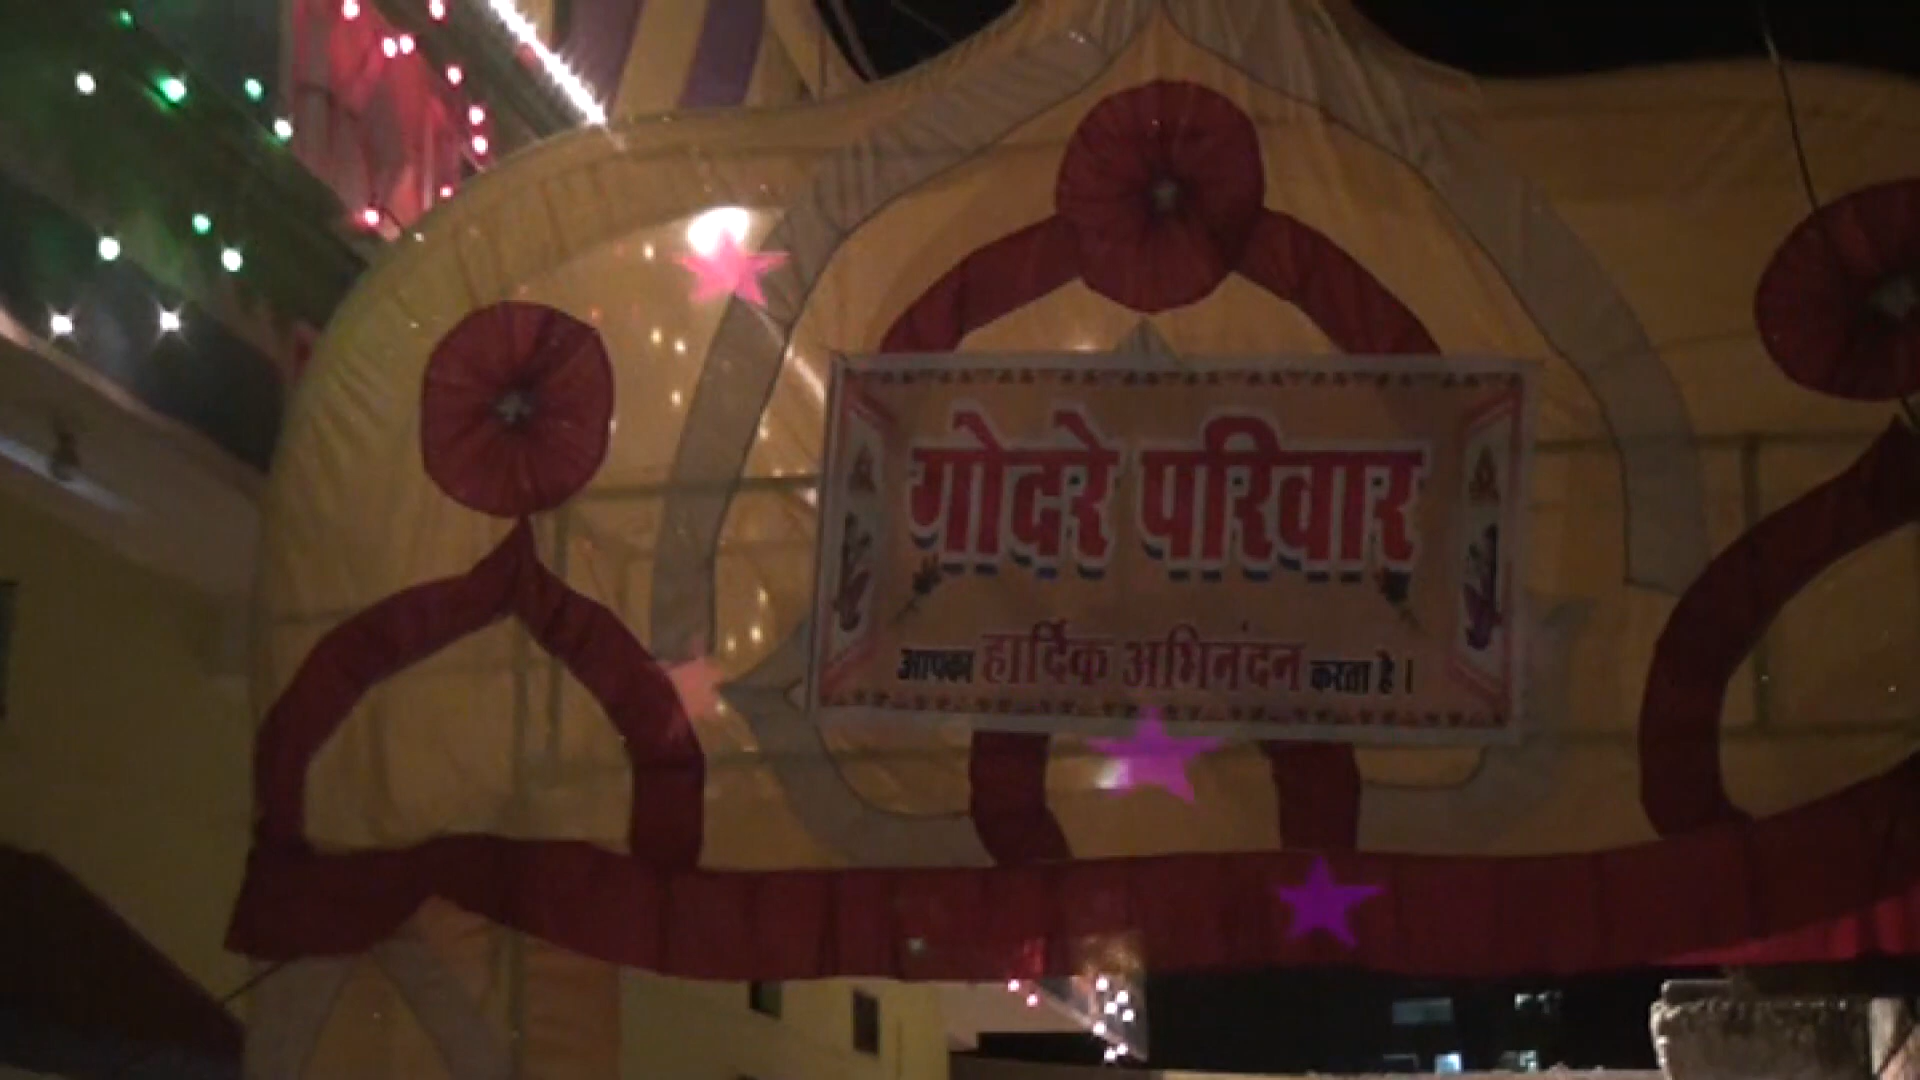 गोदरे परिवार
आपका हार्दिक अभिनंदन करता है।